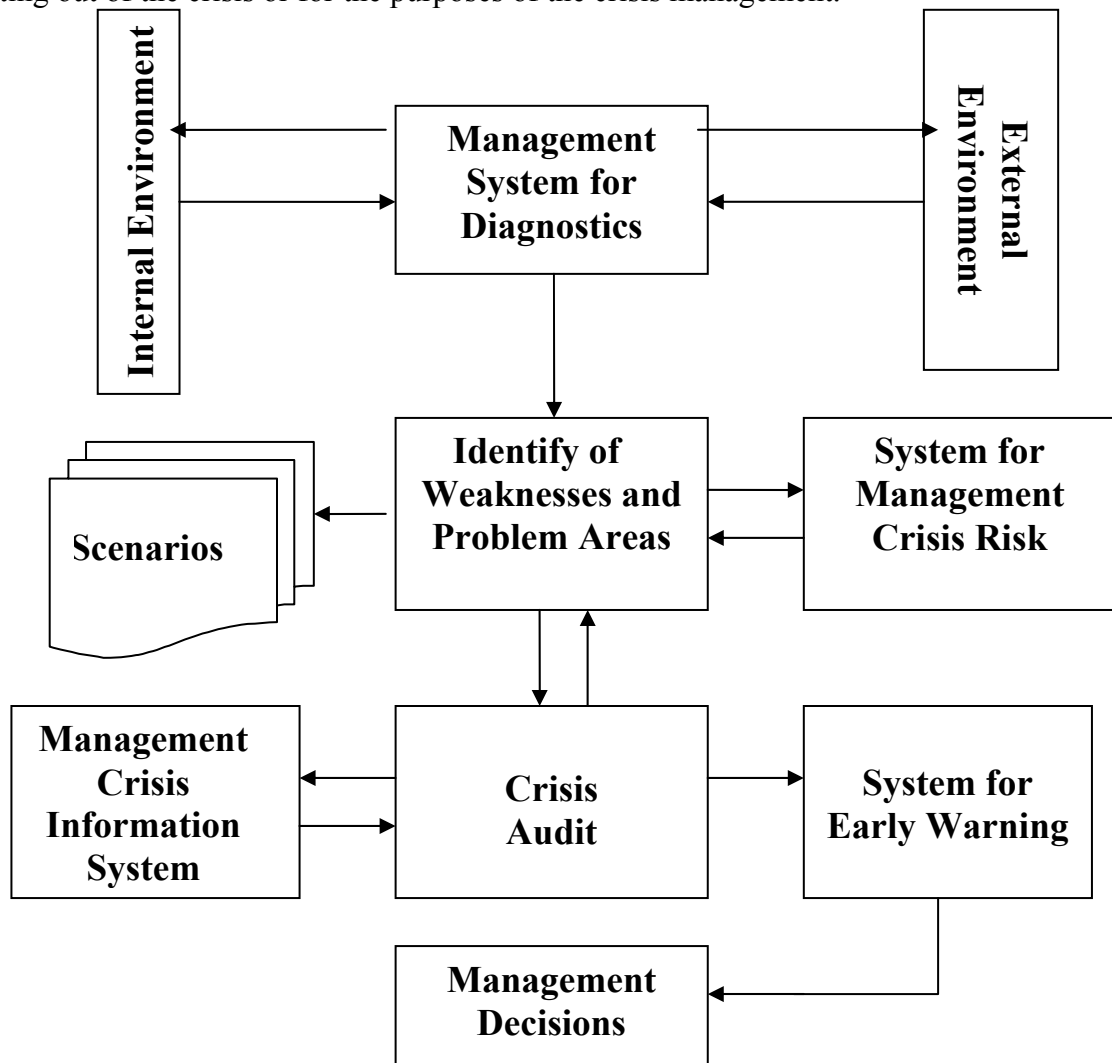 ting out of the crisis or for the purposes of the crisis management.
Internal Environment
Management
System for
Diagnostics
External
Environment
Scenarios
Identify of
Weaknesses and
Problem Areas
System for
Management
Crisis Risk
Management
Crisis
Information
System
Crisis
Audit
System for
Early Warning
Management
Decisions